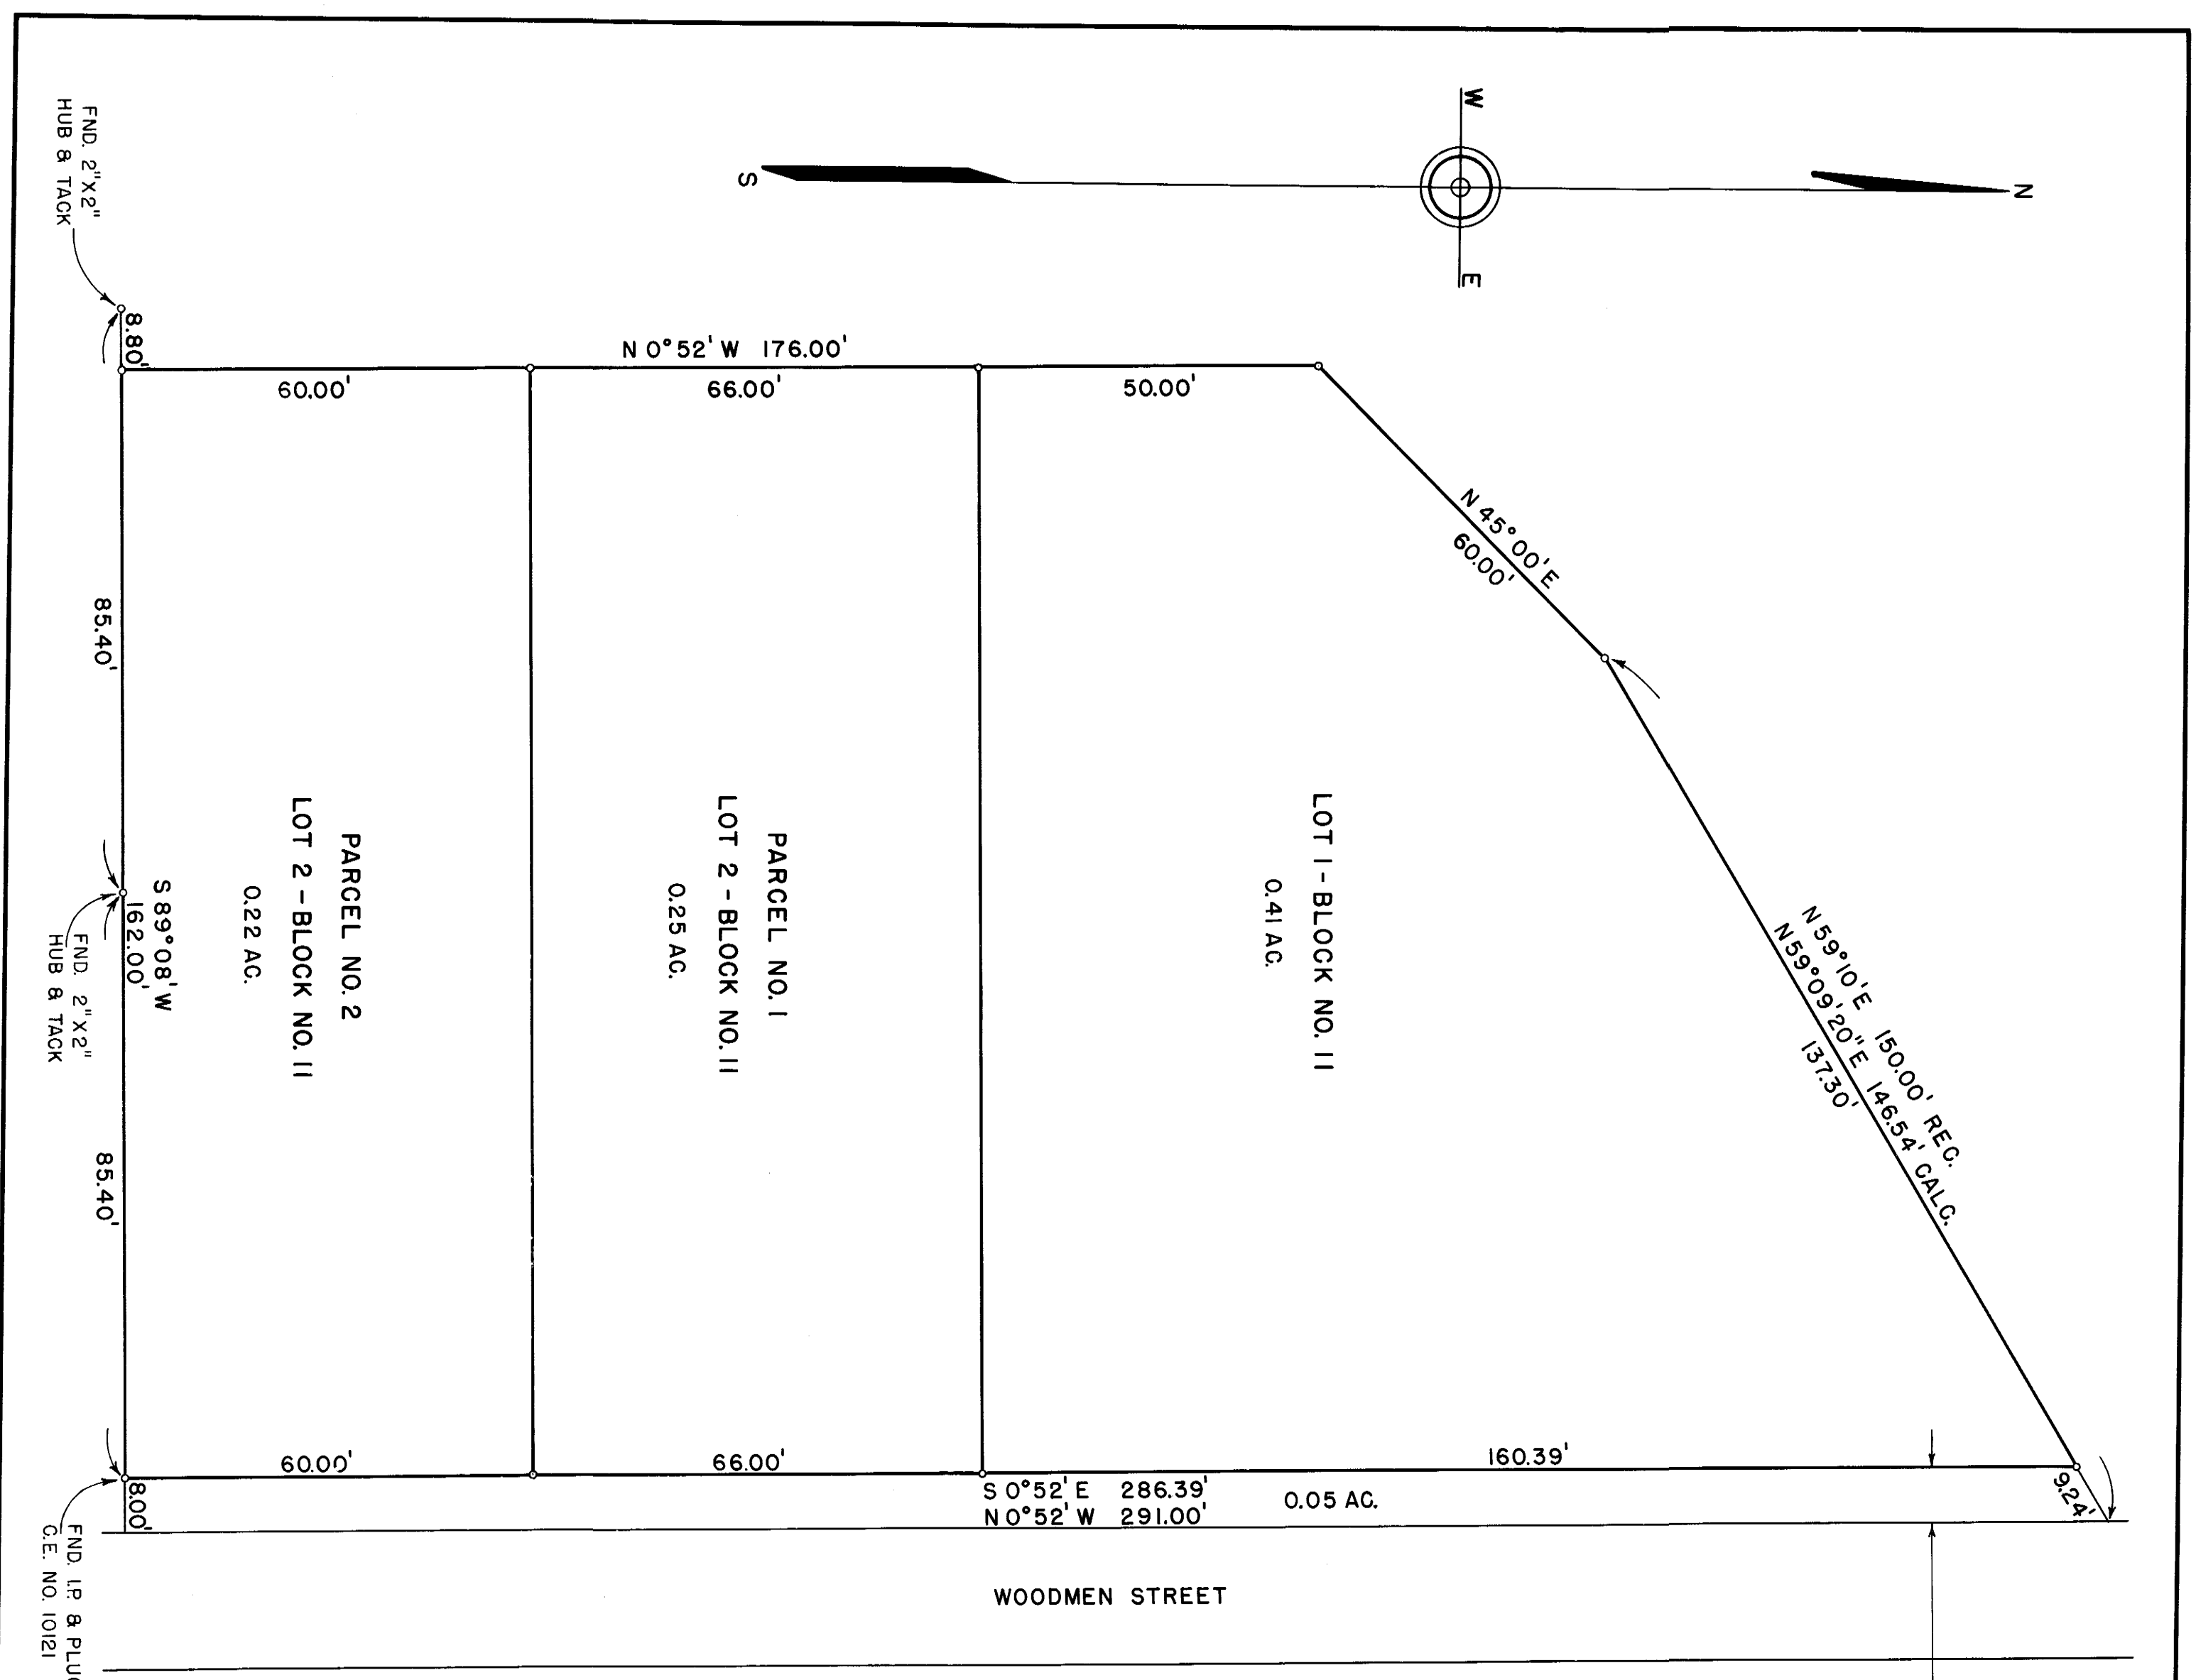 W
N
S
E
FND. 2"X2"
HUB & TACK
8.80'
N 0°52' W 176.00'
60.00'
66.00'
50.00'
N 45°00' E
60.00'
N 59°10' E 150.00' REC.
N 59°09'20" E 146.54' CALC.
137.30'
85.40'
PARCEL NO. 2
LOT 2 - BLOCK NO. 11
0.22 AC.
PARCEL NO. 1
LOT 2 - BLOCK NO. 11
0.25 AC.
LOT 1 - BLOCK NO. 11
0.41 AC.
S 89°08' W
162.00'
FND. 2"X2"
HUB & TACK
85.40'
60.00'
66.00'
160.39'
S 0°52' E 286.39'
N 0°52' W 291.00'
0.05 AC.
9.24'
8.00'
FND. I.P. & PLUG
C.E. NO. 10121
WOODMEN STREET